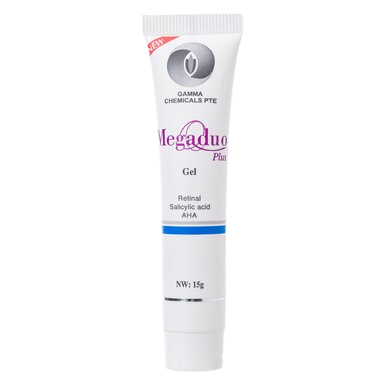 NEW
GAMMA
CHEMICALS PTE
Megaduo
Plus
Gel
Retinal
Salicylic acid
AHA
NW: 15g